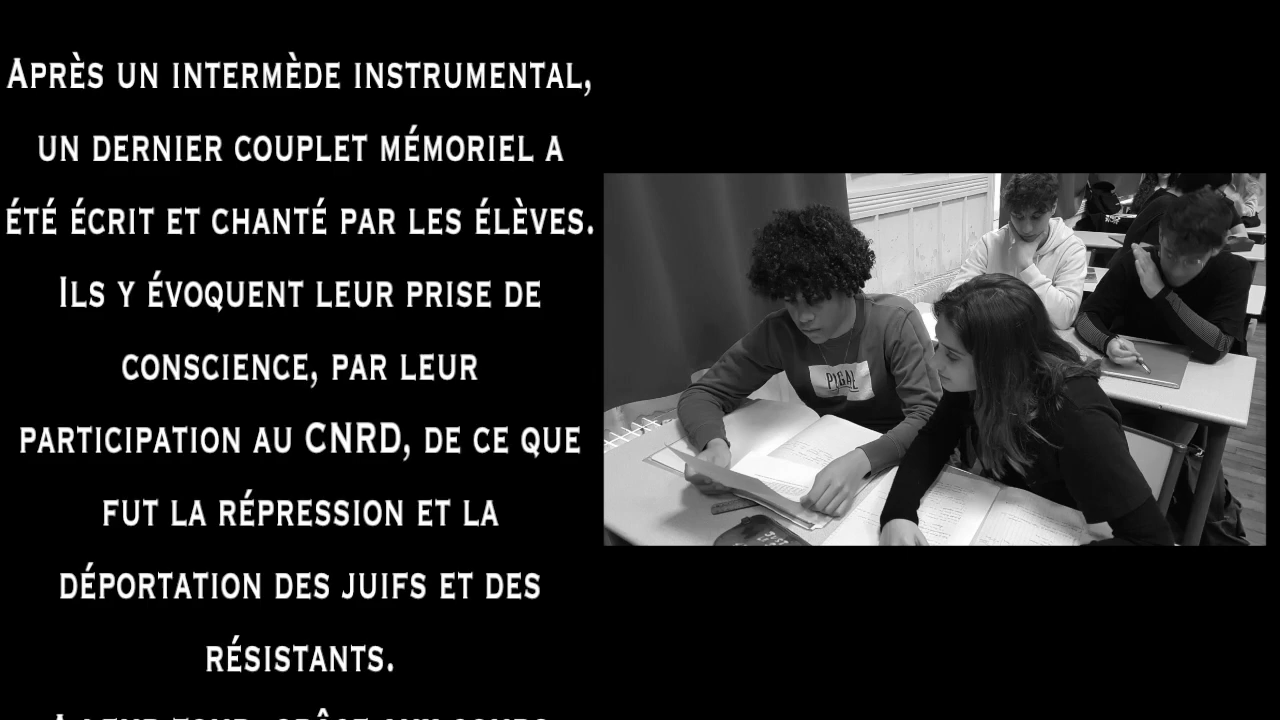 Après un intermède instrumental,
un dernier couplet mémoriel a
été écrit et chanté par les élèves.
Ils y évoquent leur prise de
conscience, par leur
participation au CNRD, de ce que
fut la répression et la
déportation des juifs et des
résistants.
PIGAL